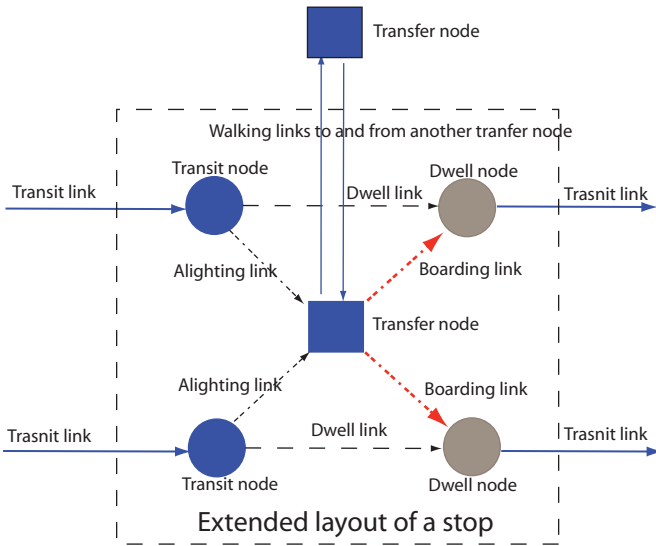 Transfer node
Walking links to and from another tranfer node
Transit node
Dwell node
Transit link
Dwell link
Trasnit link
Alighting link
Boarding link
Transfer node
Alighting link
Boarding link
Trasnit link
Dwell link
Trasnit link
Transit node
Dwell node
Extended layout of a stop